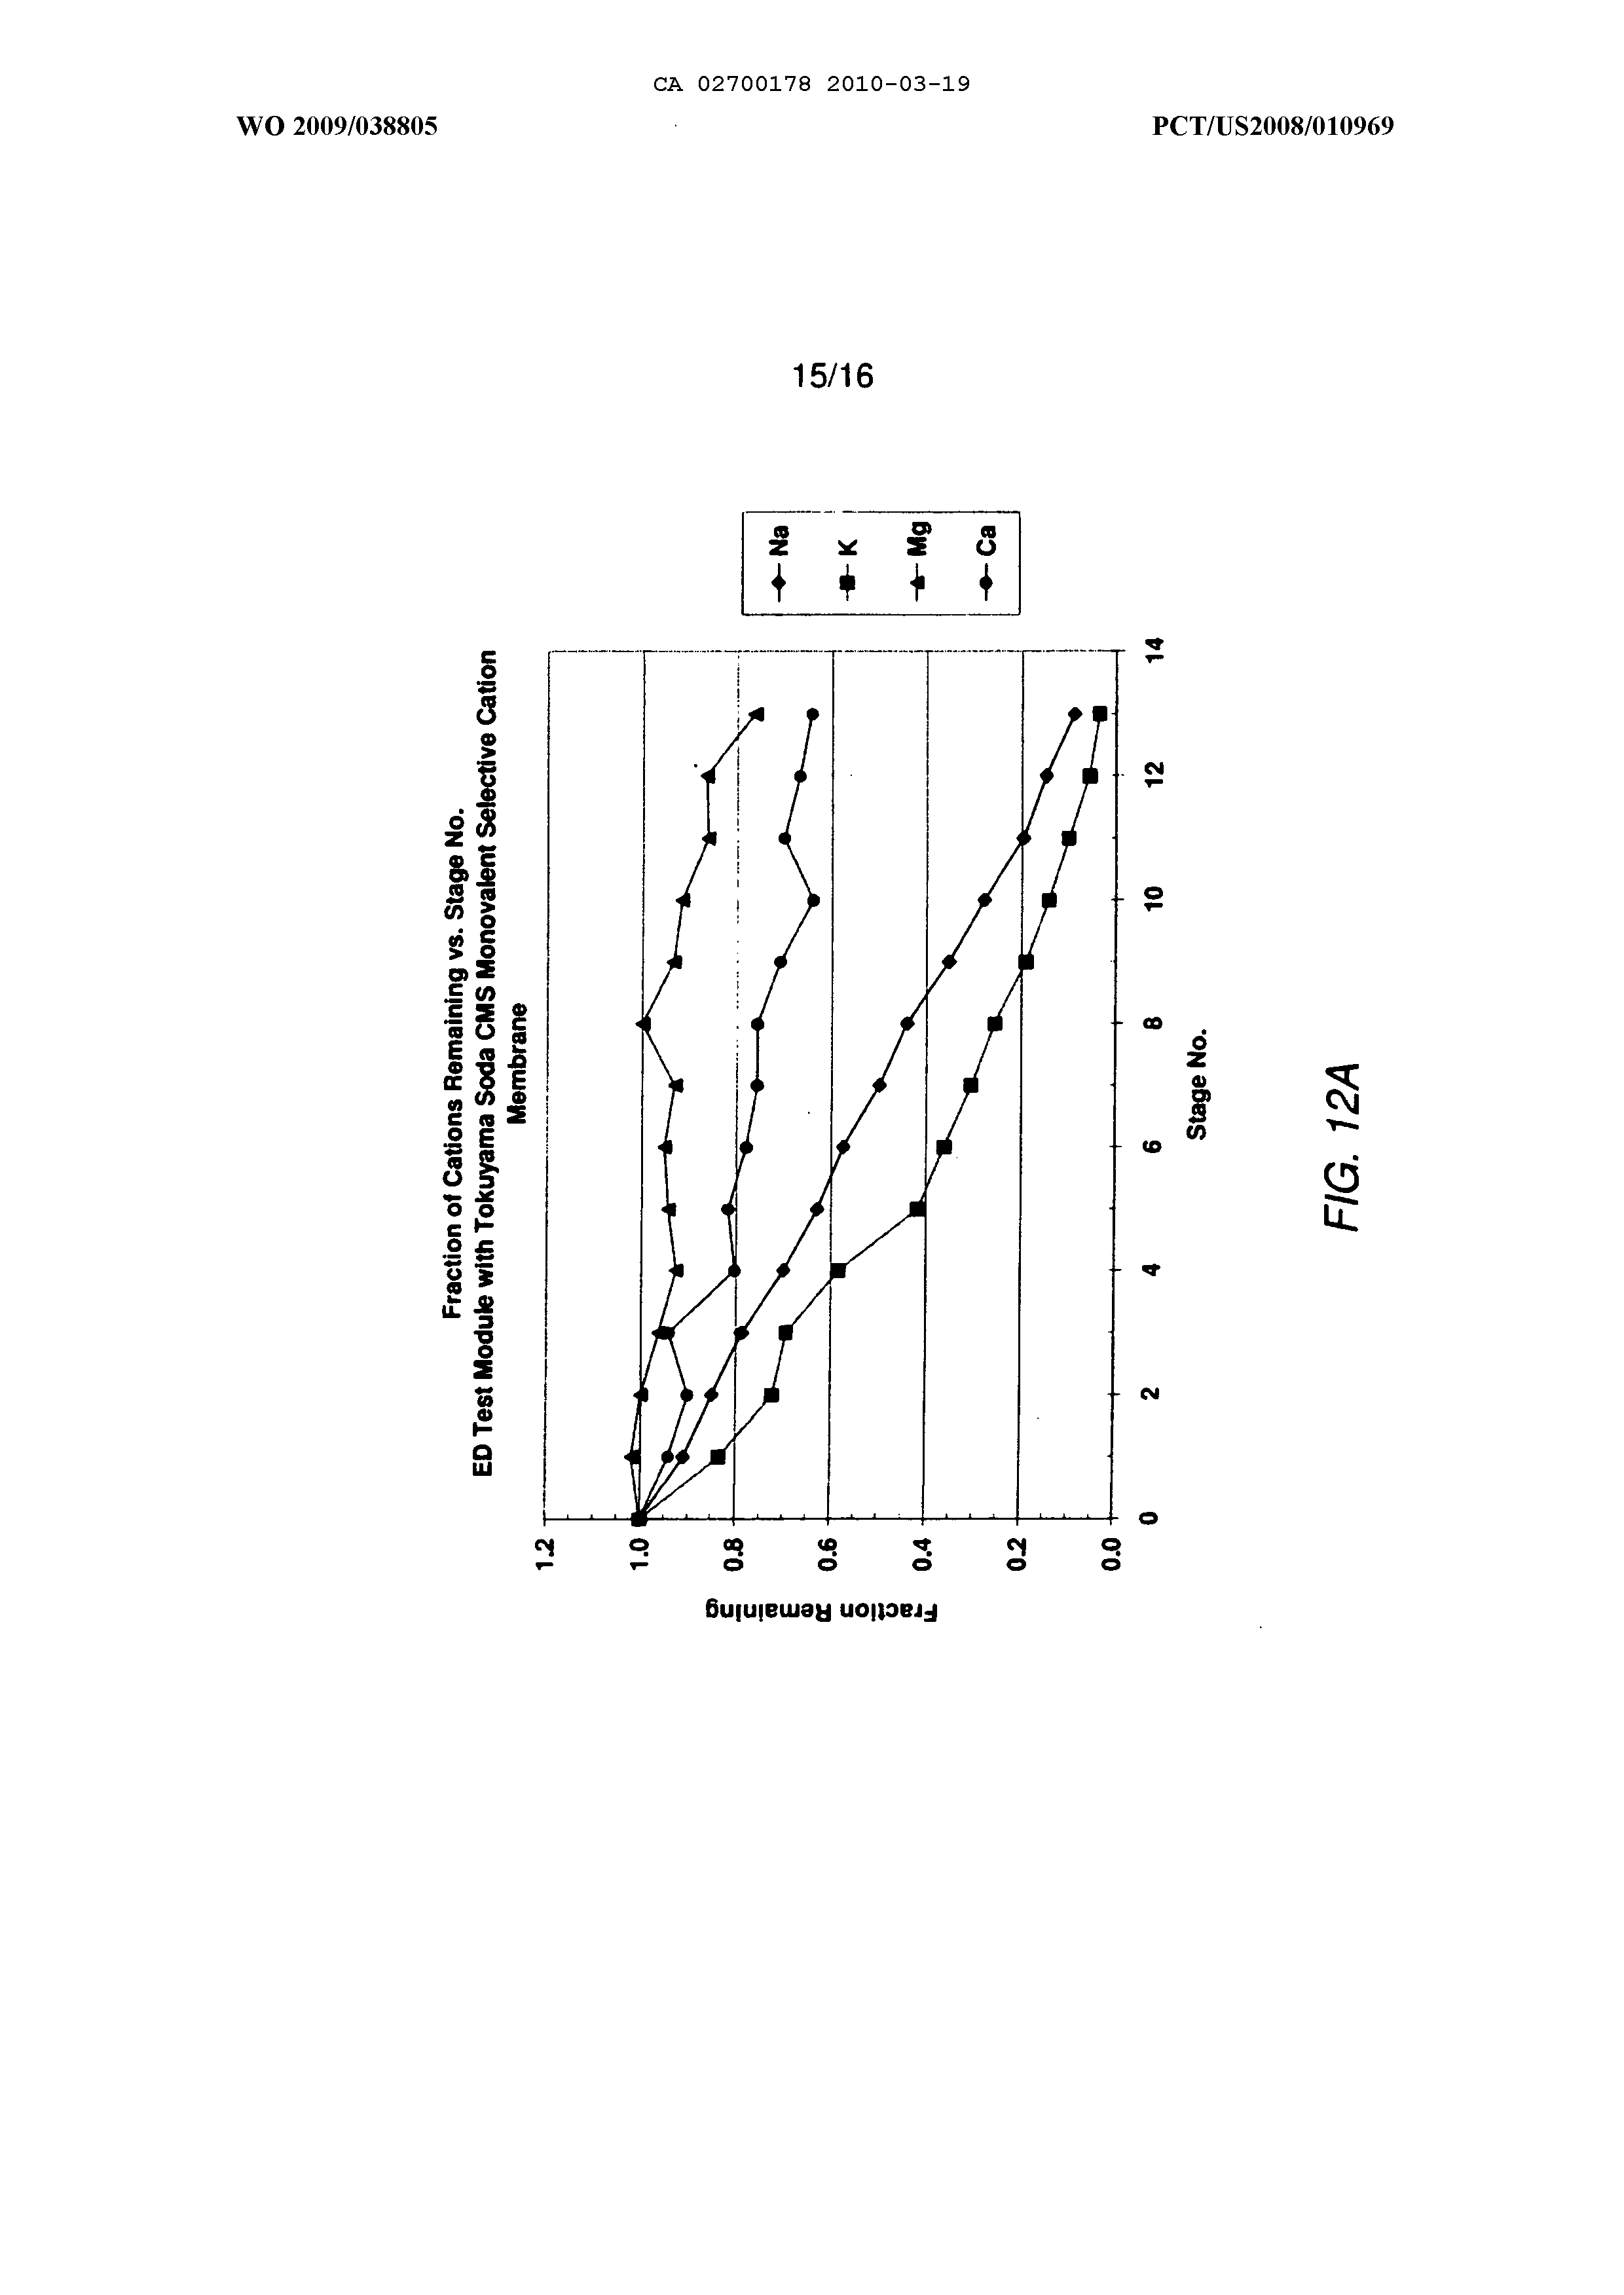 CA 02700178 2010-03-19
WO 2009/038805
PCT/US2008/010969
15/16
Fraction of Cations Remaining vs. Stage No.
ED Test Module with Tokuyama Soda CMS Monovalent Selective Cation
Membrane
Fraction Remaining
1.2
1.0
0.8
0.6
0.4
0.2
0.0
0
2
4
6
8
10
12
14
Stage No.
Na
K
Mg
Ca
FIG. 12A